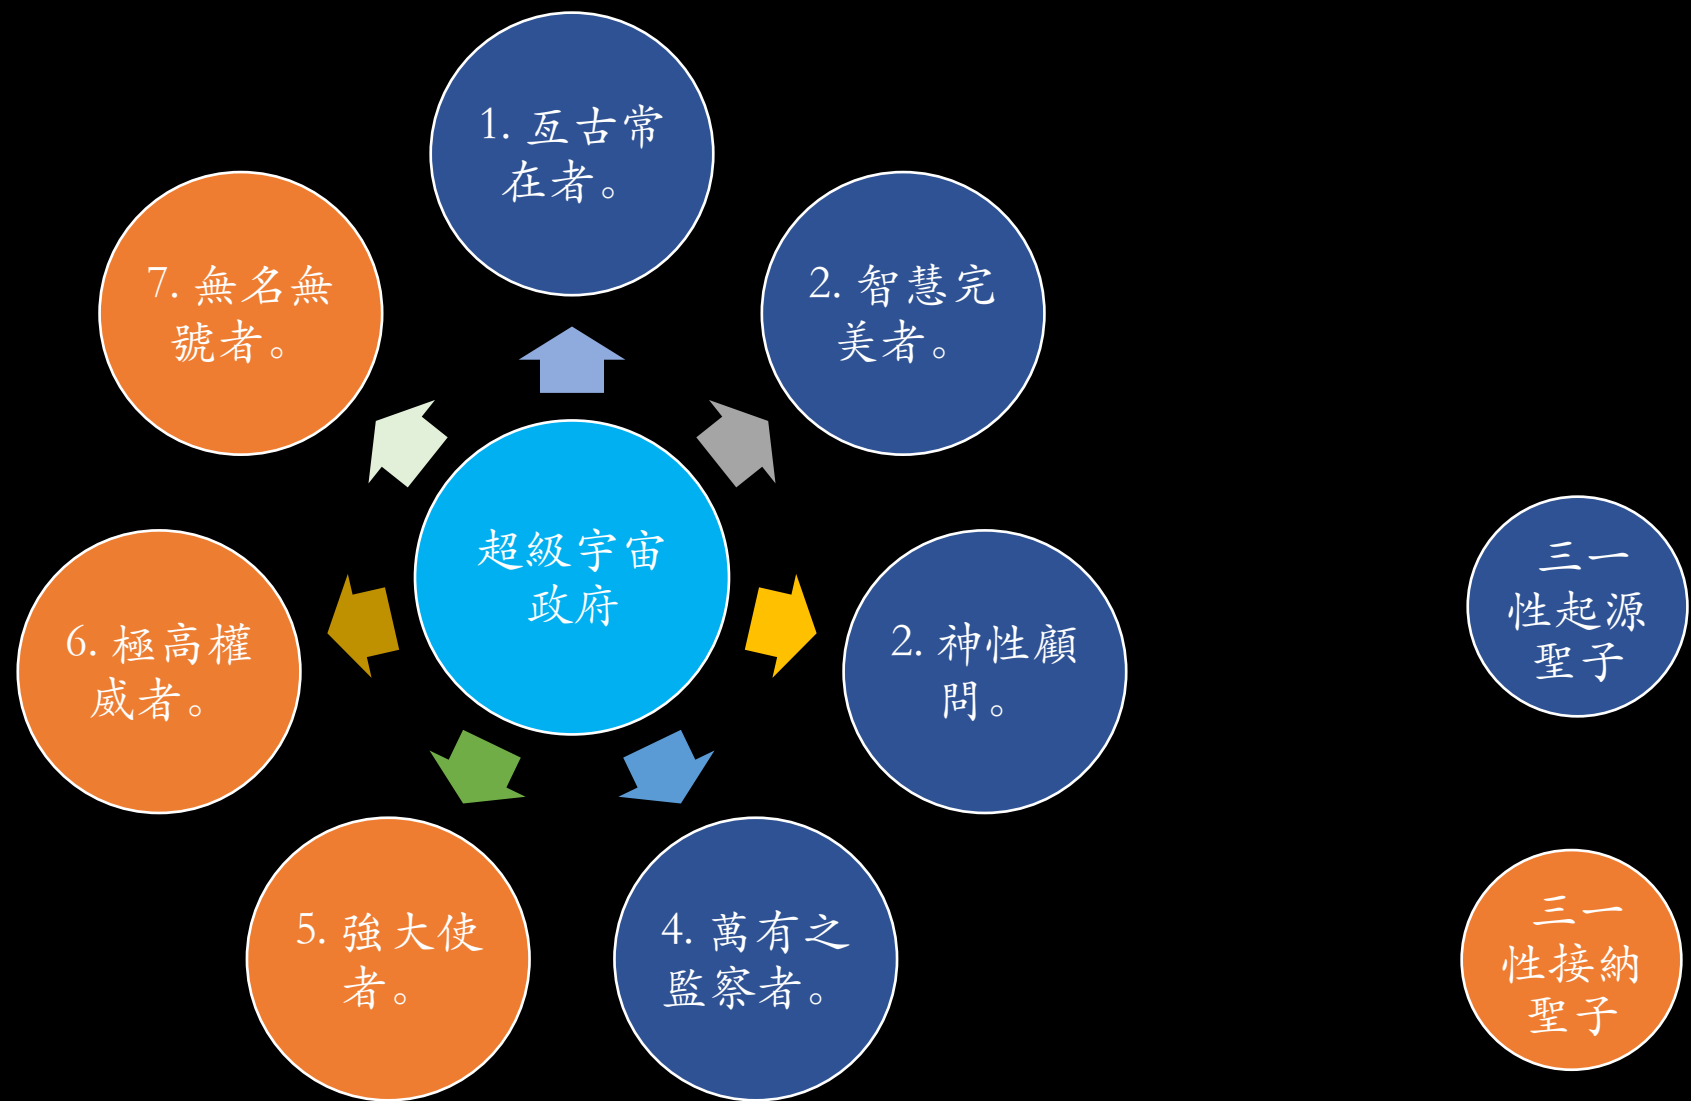 1. 亙古常
在者。
2. 智慧完
美者。
2. 神性顧
問。
4. 萬有之
監察者。
5. 強大使
者。
6. 極高權
威者。
7. 無名無
號者。
超級宇宙
政府
三一
性起源
聖子
三一
性接納
聖子